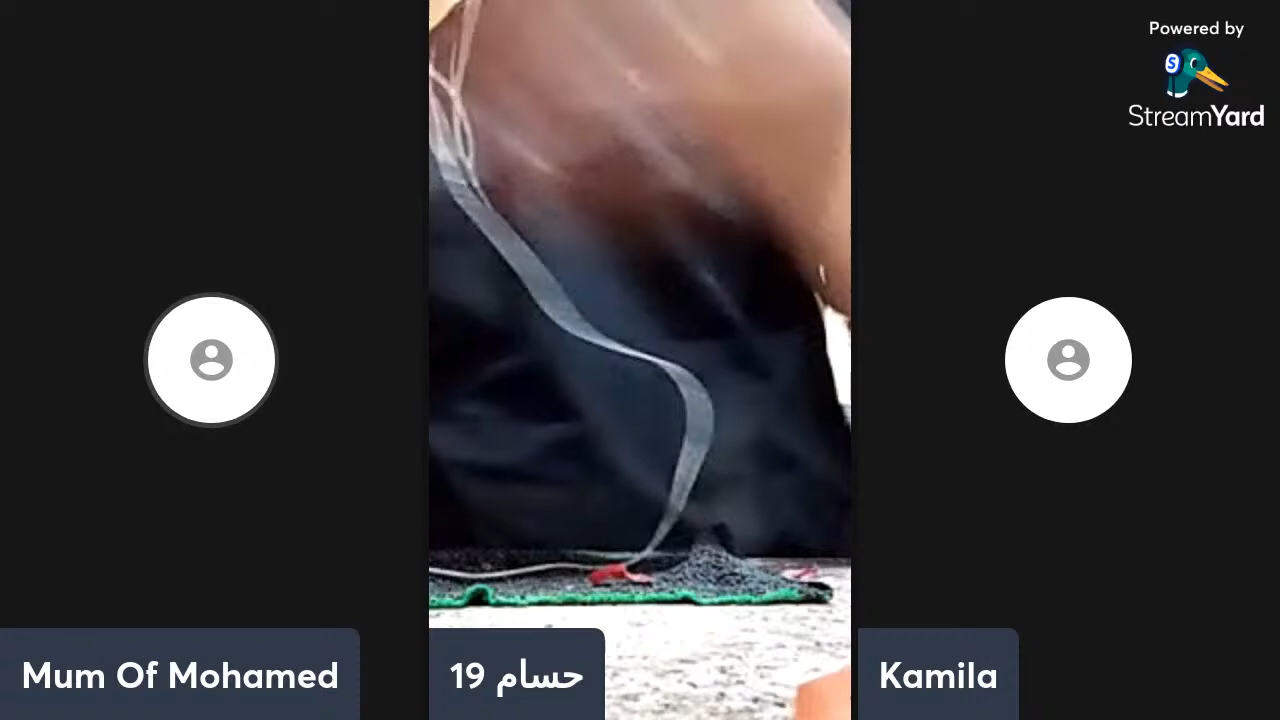 Powered by
S
StreamYard
Mum Of Mohamed
حسام 19
Kamila